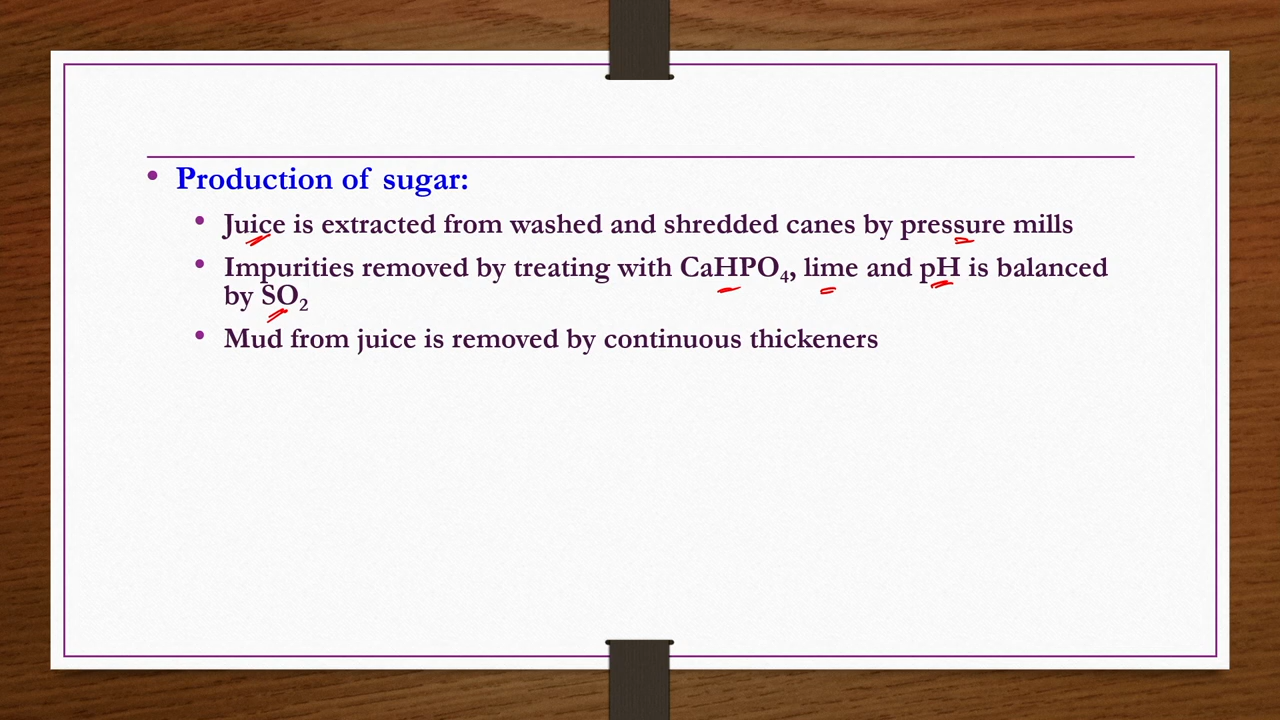 • Production of sugar:
• Juice is extracted from washed and shredded canes by pressure mills
• Impurities removed by treating with CaHPO₄, lime and pH is balanced
by SO₂
• Mud from juice is removed by continuous thickeners